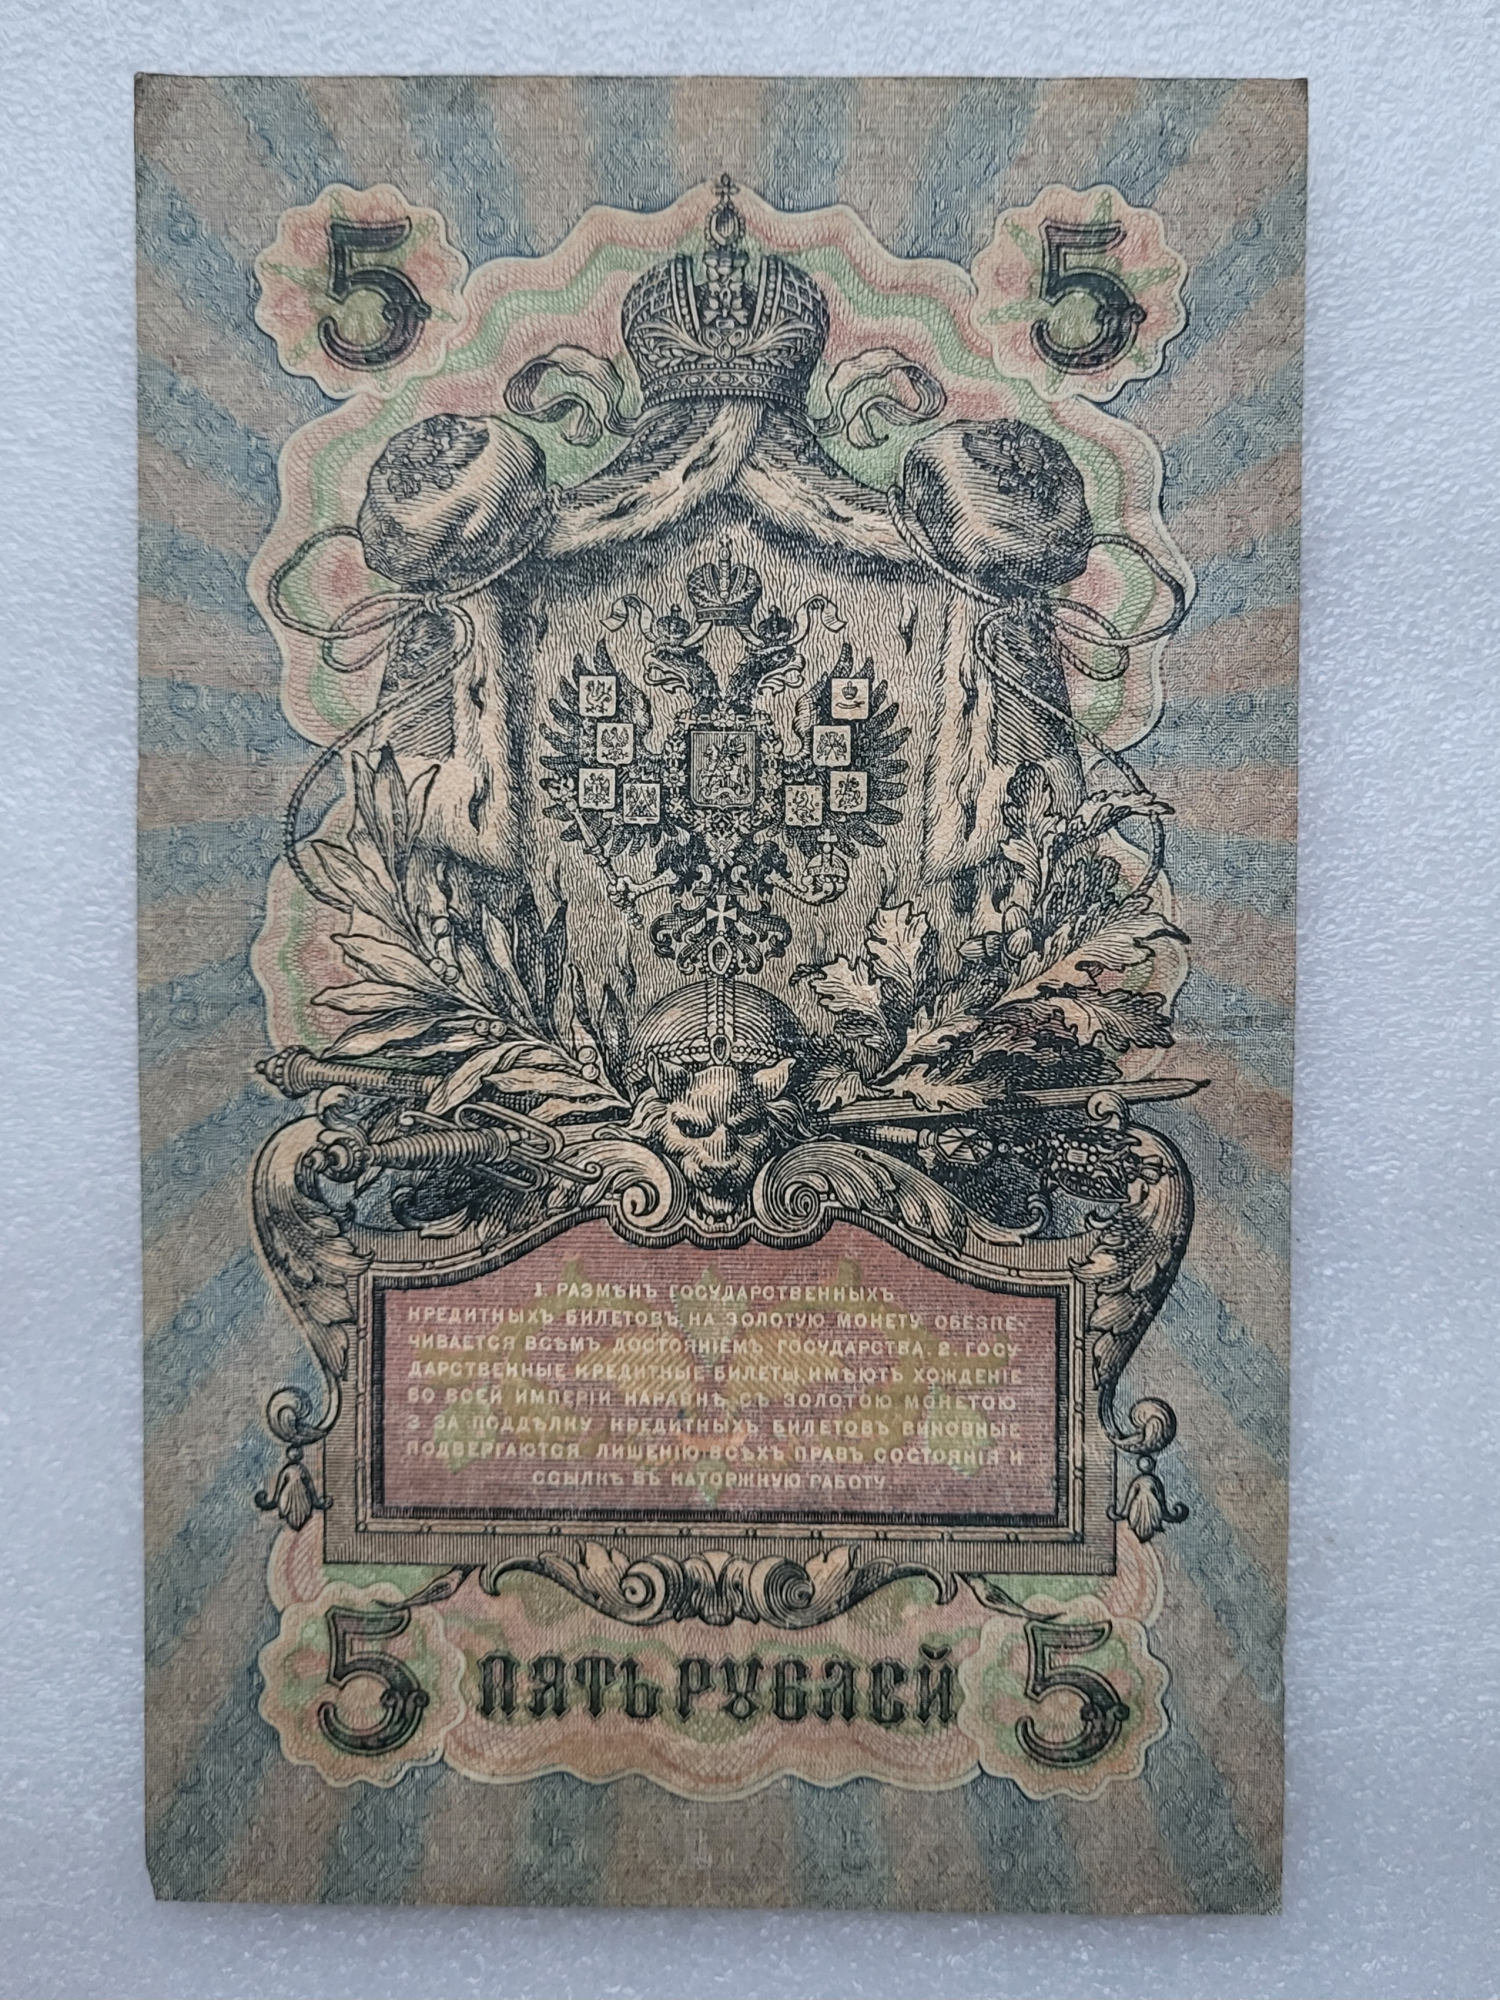 5 5
1. РАЗМѢНЪ ГОСУДАРСТВЕННЫХЪ
КРЕДИТНЫХЪ БИЛЕТОВЪ НА ЗОЛОТУЮ МОНЕТУ ОБЕЗПЕ-
ЧИВАЕТСЯ ВСѢМЪ ДОСТОЯНІЕМЪ ГОСУДАРСТВА. 2. ГОСУ-
ДАРСТВЕННЫЕ КРЕДИТНЫЕ БИЛЕТЫ ИМѢЮТЪ ХОЖДЕНІЕ
ВО ВСЕЙ ИМПЕРІИ НАРАВНѢ СЪ ЗОЛОТОЮ МОНЕТОЮ
3 ЗА ПОДДѢЛКУ КРЕДИТНЫХЪ БИЛЕТОВЪ ВИНОВНЫЕ
ПОДВЕРГАЮТСЯ ЛИШЕНІЮ ВСѢХЪ ПРАВЪ СОСТОЯНІЯ И
ССЫЛКѢ ВЪ КАТОРЖНУЮ РАБОТУ.
5 ПЯТЬ РУБЛЕЙ 5